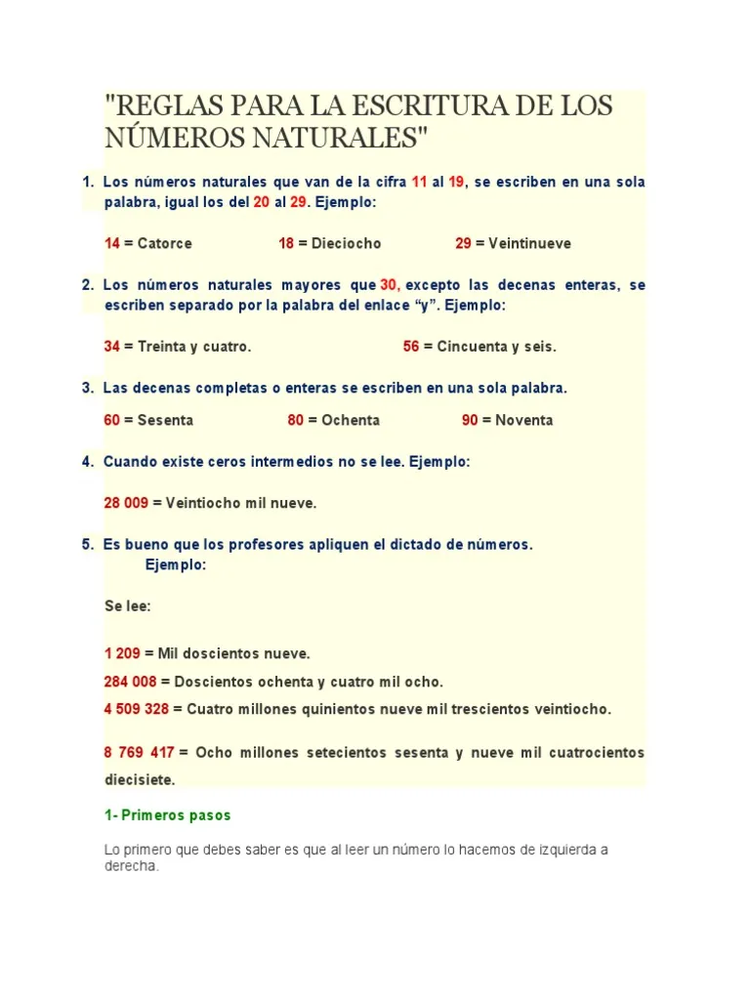 "REGLAS PARA LA ESCRITURA DE LOS
NÚMEROS NATURALES"
1. Los números naturales que van de la cifra 11 al 19, se escriben en una sola
palabra, igual los del 20 al 29. Ejemplo:
14 = Catorce 18 = Dieciocho 29 = Veintinueve
2. Los números naturales mayores que 30, excepto las decenas enteras, se
escriben separado por la palabra del enlace “y”. Ejemplo:
34 = Treinta y cuatro. 56 = Cincuenta y seis.
3. Las decenas completas o enteras se escriben en una sola palabra.
60 = Sesenta 80 = Ochenta 90 = Noventa
4. Cuando existe ceros intermedios no se lee. Ejemplo:
28 009 = Veintiocho mil nueve.
5. Es bueno que los profesores apliquen el dictado de números.
Ejemplo:
Se lee:
1 209 = Mil doscientos nueve.
284 008 = Doscientos ochenta y cuatro mil ocho.
4 509 328 = Cuatro millones quinientos nueve mil trescientos veintiocho.
8 769 417 = Ocho millones setecientos sesenta y nueve mil cuatrocientos
diecisiete.
1- Primeros pasos
Lo primero que debes saber es que al leer un número lo hacemos de izquierda a
derecha.